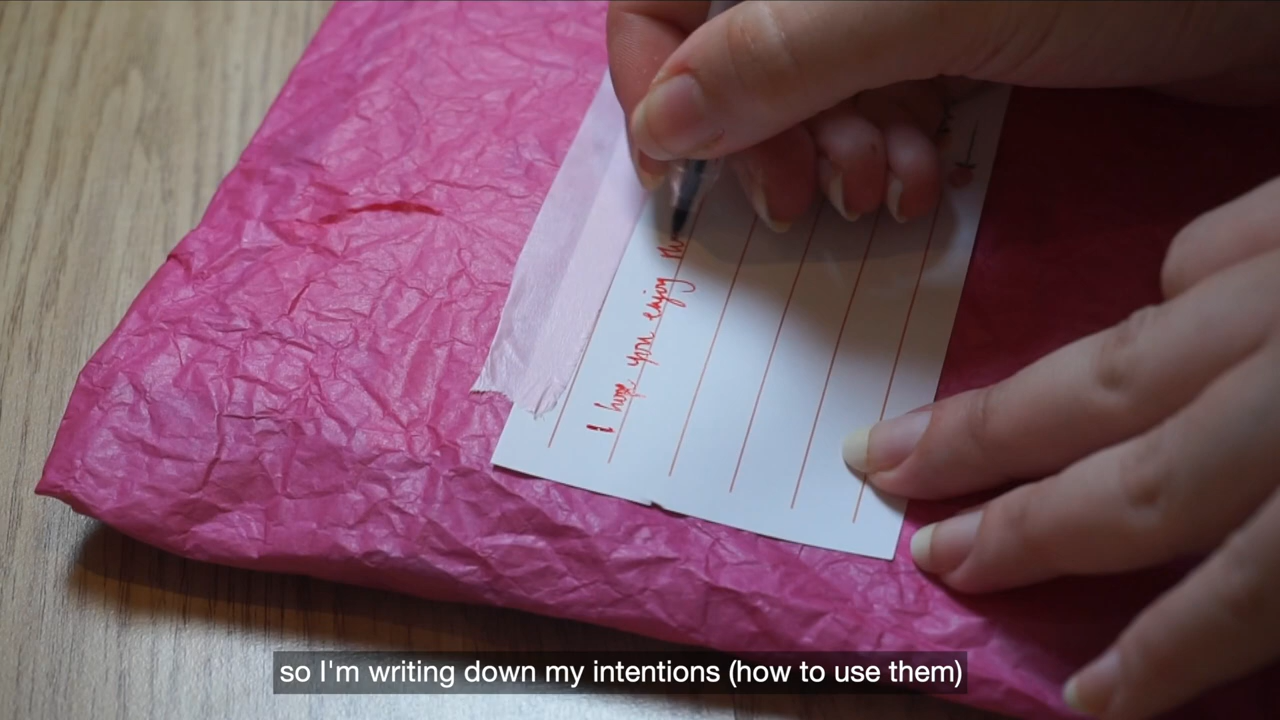 I hope you enjoy
so I'm writing down my intentions (how to use them)